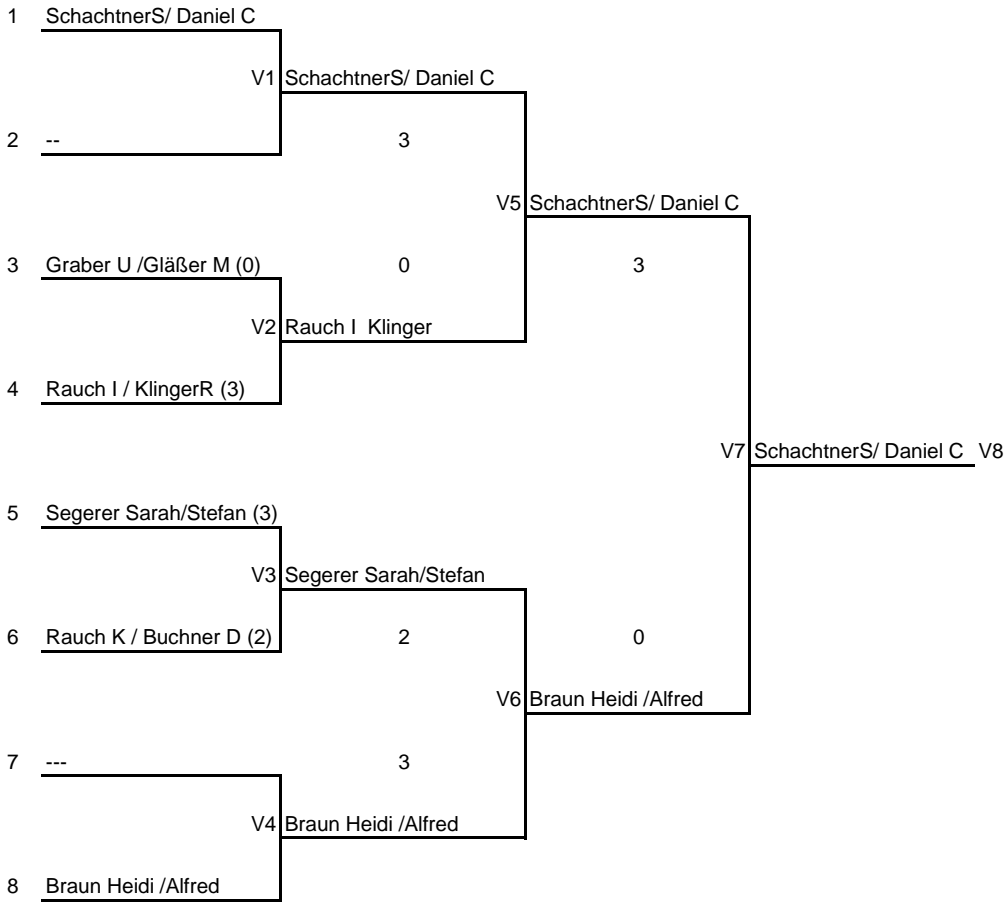 1 SchachtnerS/ Daniel C
V1 SchachtnerS/ Daniel C
2 -- 3
V5 SchachtnerS/ Daniel C
3 Graber U /Gläßer M (0) 0 3
V2 Rauch I  Klinger
4 Rauch I / KlingerR (3)
V7 SchachtnerS/ Daniel C V8
5 Segerer Sarah/Stefan (3)
V3 Segerer Sarah/Stefan
6 Rauch K / Buchner D (2) 2 0
V6 Braun Heidi /Alfred
7 --- 3
V4 Braun Heidi /Alfred
8 Braun Heidi /Alfred